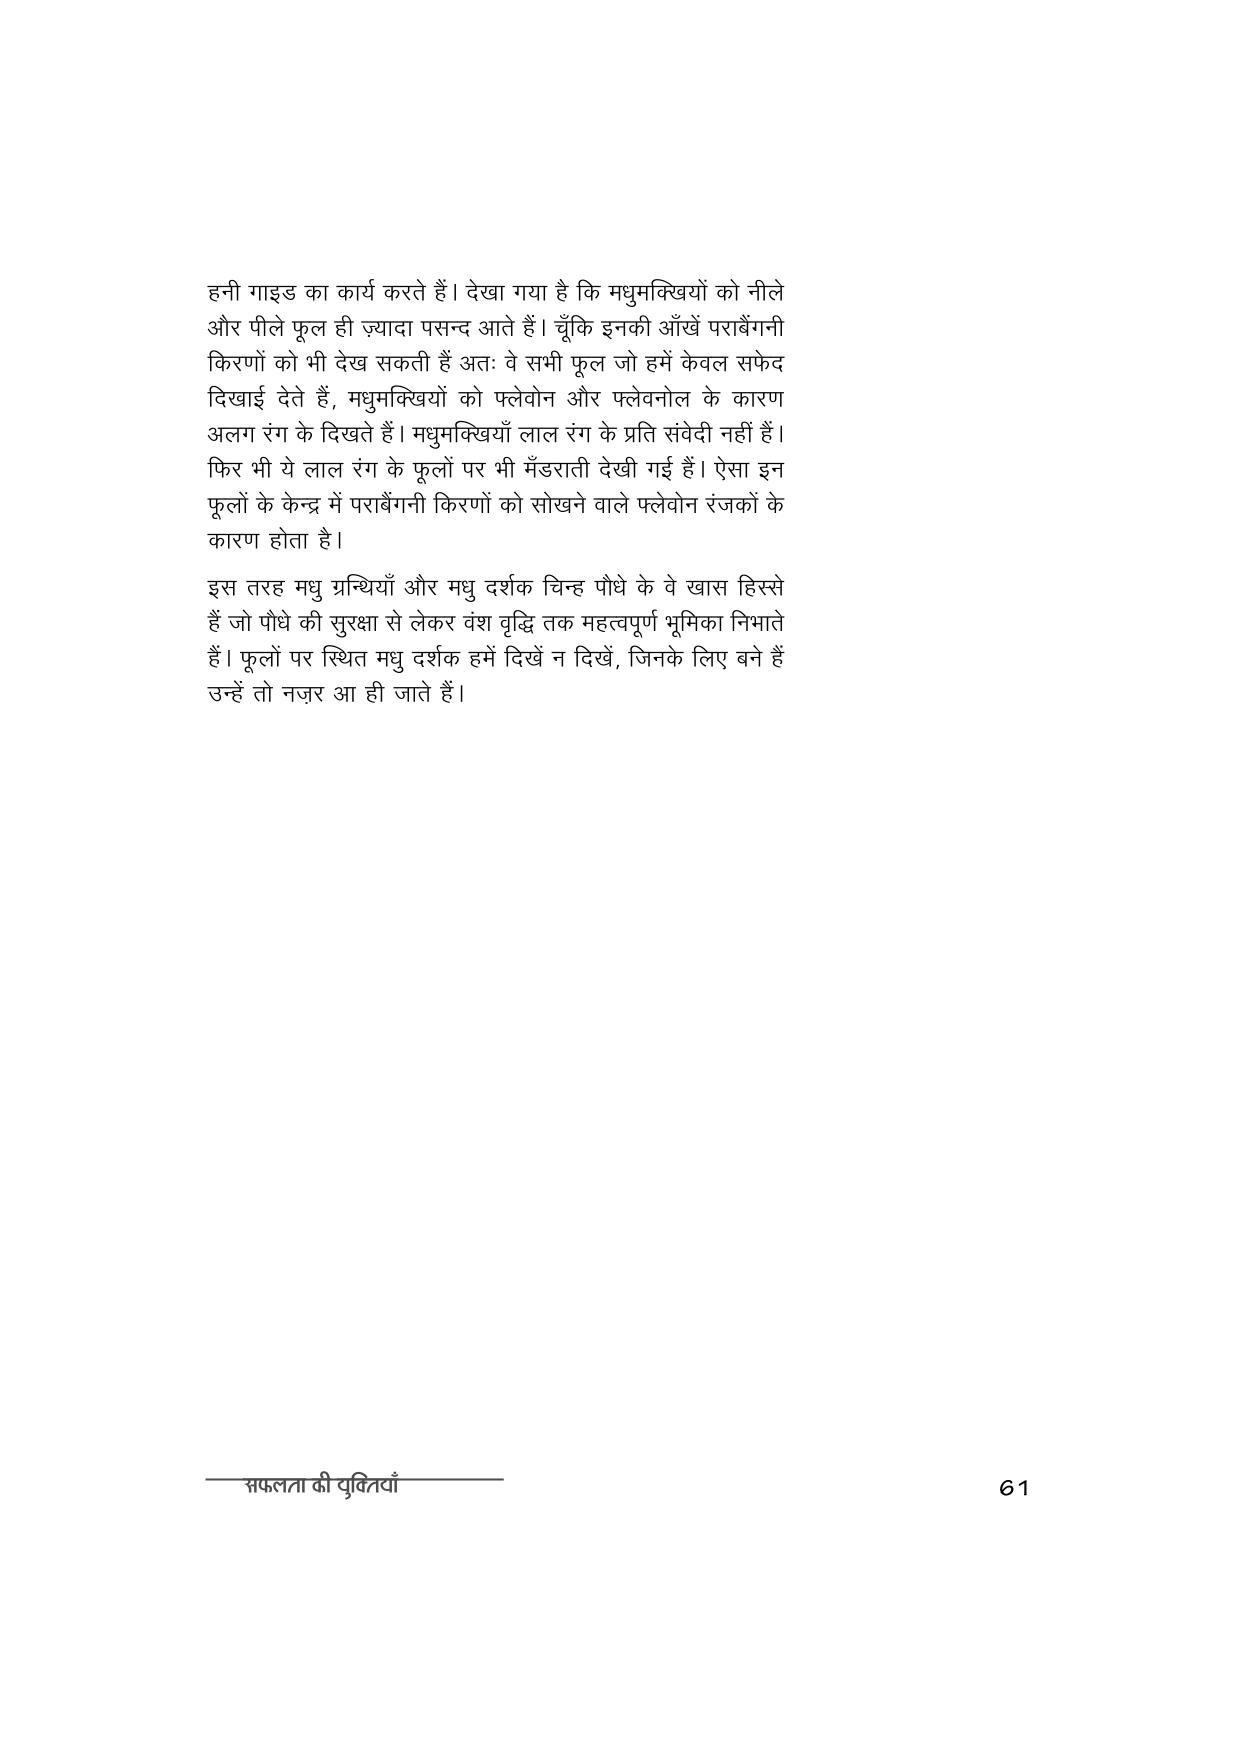 हनी गाइड का कार्य करते हैं। देखा गया है कि मधुमक्खियों को नीले
और पीले फूल ही ज़्यादा पसन्द आते हैं। चूँकि इनकी आँखें पराबैंगनी
किरणों को भी देख सकती हैं अतः वे सभी फूल जो हमें केवल सफेद
दिखाई देते हैं, मधुमक्खियों को फ्लेवोन और फ्लेवनोल के कारण
अलग रंग के दिखते हैं। मधुमक्खियाँ लाल रंग के प्रति संवेदी नहीं हैं।
फिर भी ये लाल रंग के फूलों पर भी मँडराती देखी गई हैं। ऐसा इन
फूलों के केन्द्र में पराबैंगनी किरणों को सोखने वाले फ्लेवोन रंजकों के
कारण होता है।
इस तरह मधु ग्रन्थियाँ और मधु दर्शक चिन्ह पौधे के वे खास हिस्से
हैं जो पौधे की सुरक्षा से लेकर वंश वृद्धि तक महत्वपूर्ण भूमिका निभाते
हैं। फूलों पर स्थित मधु दर्शक हमें दिखें न दिखें, जिनके लिए बने हैं
उन्हें तो नज़र आ ही जाते हैं।
सफलता की युक्तियाँ
61